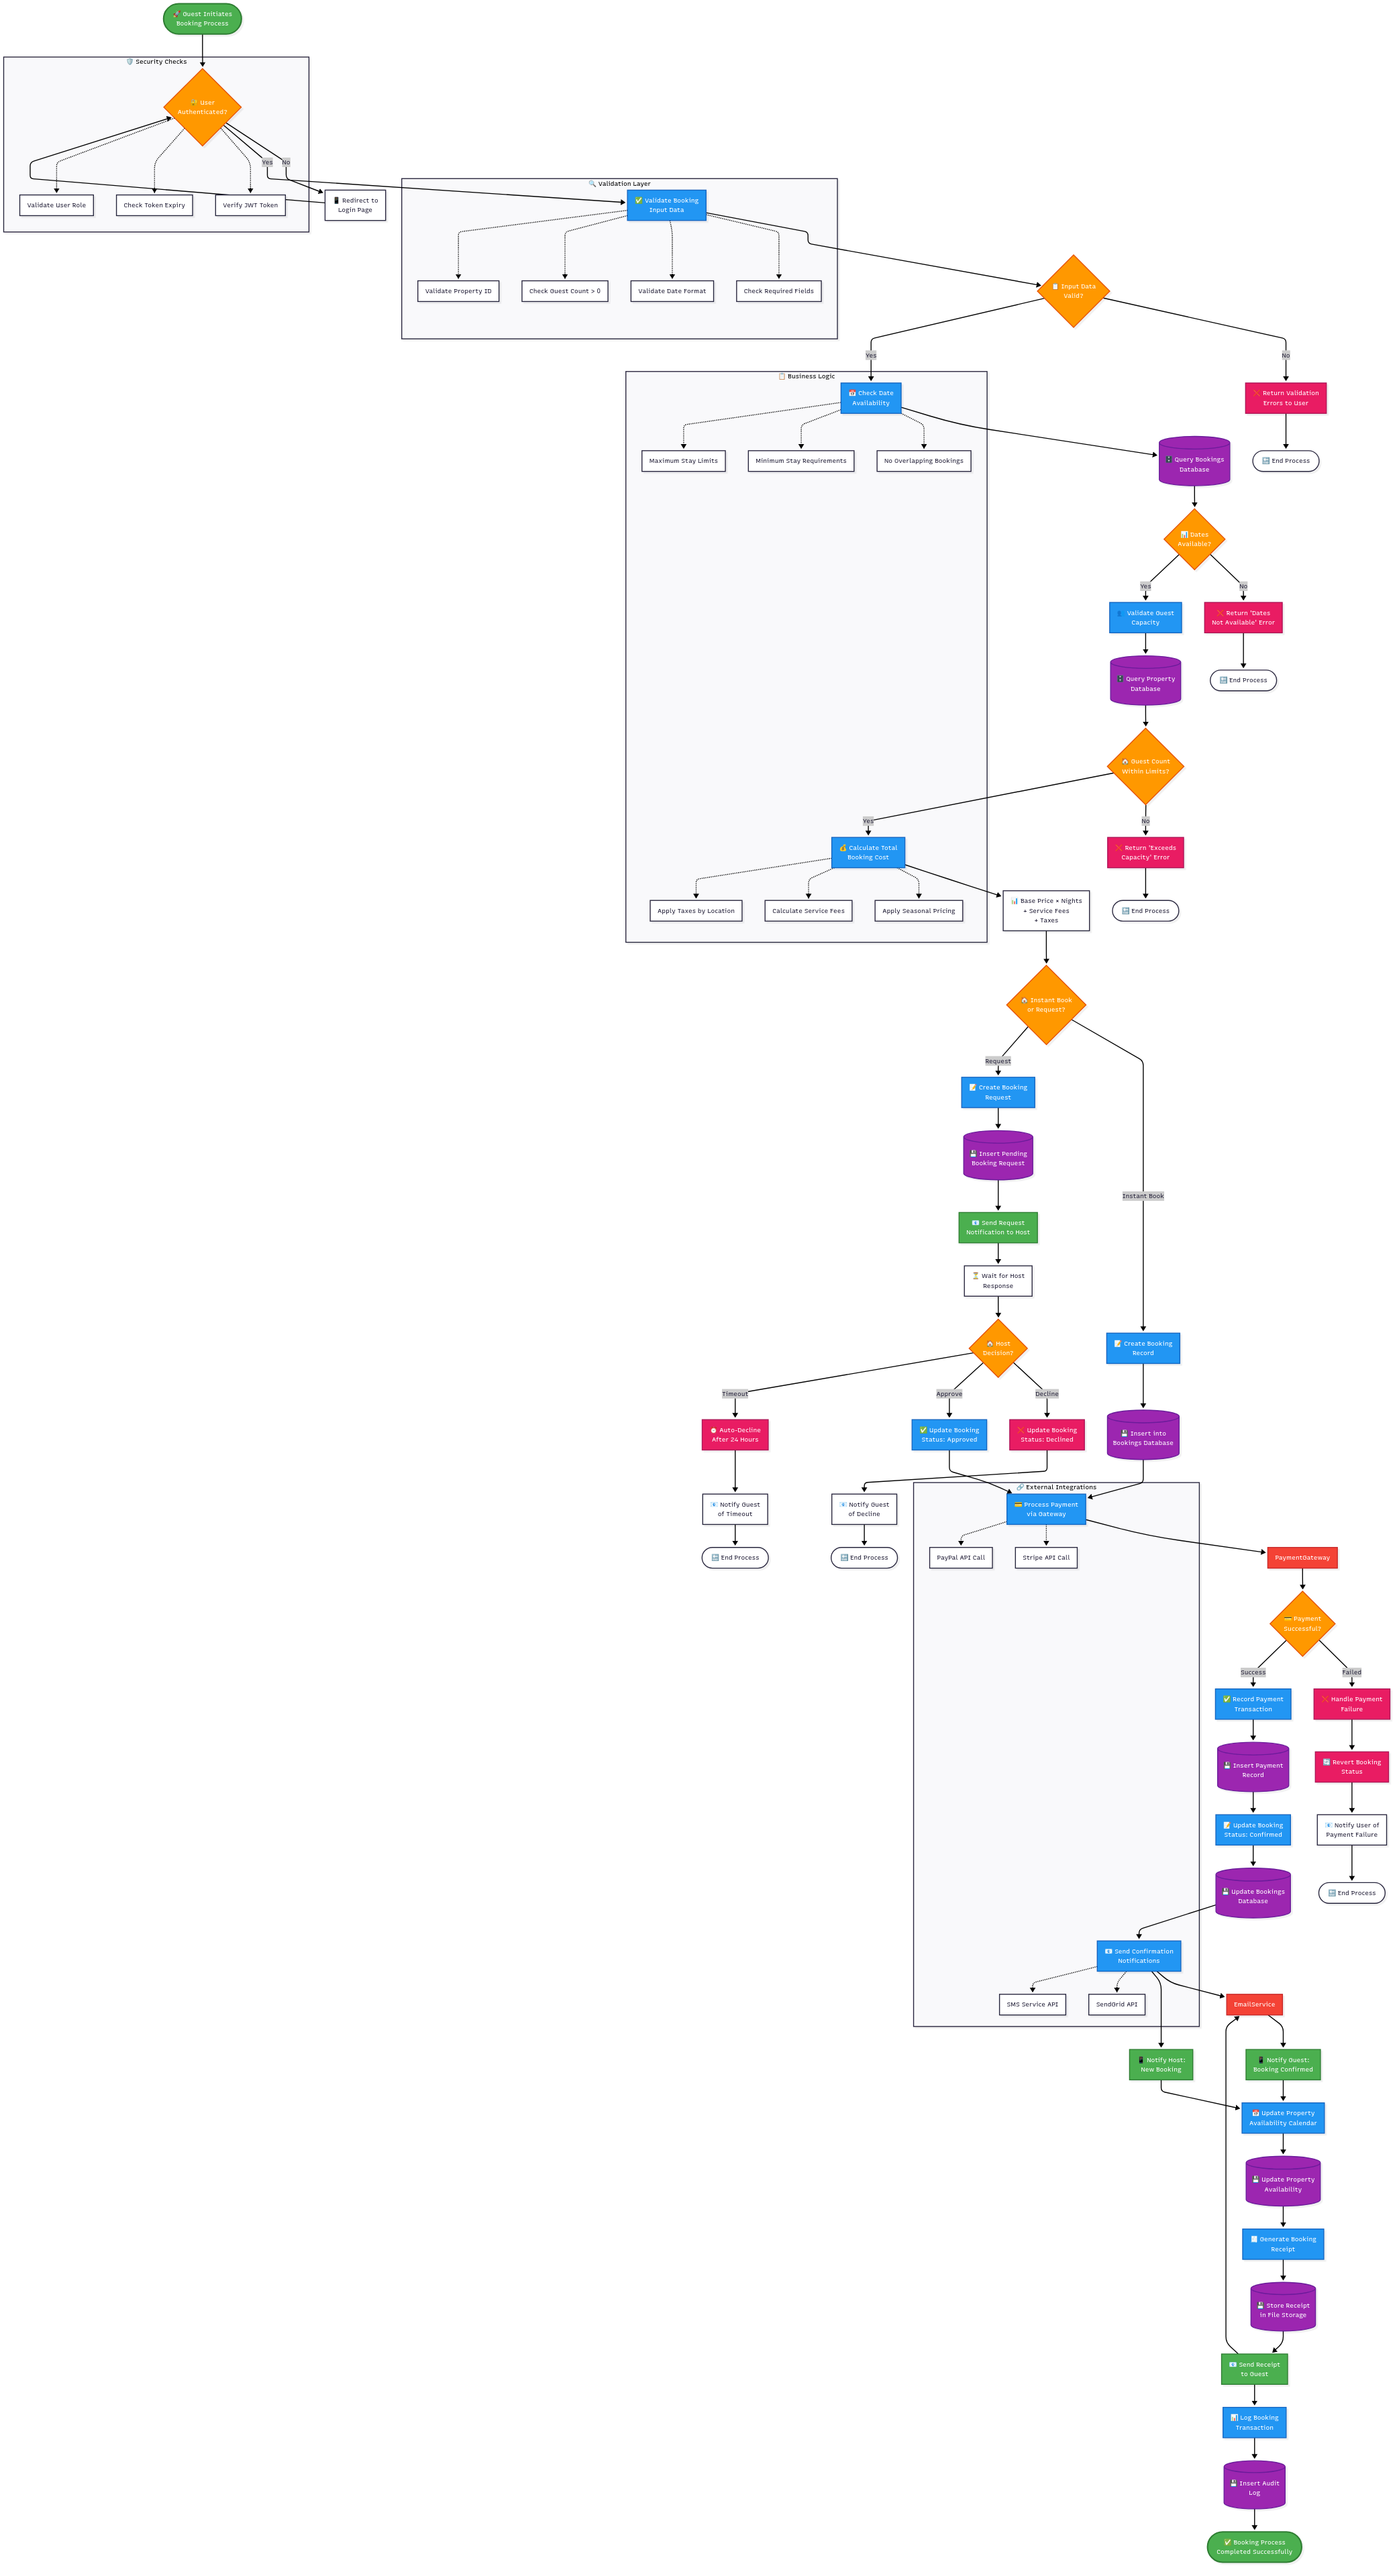 🚀 Guest Initiates
Booking Process
🛡️ Security Checks
🔐 User
Authenticated?
Yes
No
Validate User Role
Check Token Expiry
Verify JWT Token
📱 Redirect to
Login Page
🔍 Validation Layer
✅ Validate Booking
Input Data
Validate Property ID
Check Guest Count > 0
Validate Date Format
Check Required Fields
📋 Input Data
Valid?
Yes
No
📋 Business Logic
📅 Check Date
Availability
❌ Return Validation
Errors to User
Maximum Stay Limits
Minimum Stay Requirements
No Overlapping Bookings
🗄️ Query Bookings
Database
🔚 End Process
📊 Dates
Available?
Yes
No
👥 Validate Guest
Capacity
❌ Return 'Dates
Not Available' Error
🗄️ Query Property
Database
🔚 End Process
🏠 Guest Count
Within Limits?
Yes
No
💰 Calculate Total
Booking Cost
❌ Return 'Exceeds
Capacity' Error
Apply Taxes by Location
Calculate Service Fees
Apply Seasonal Pricing
📊 Base Price × Nights
+ Service Fees
+ Taxes
🔚 End Process
🏠 Instant Book
or Request?
Request
📝 Create Booking
Request
💾 Insert Pending
Booking Request
Instant Book
📧 Send Request
Notification to Host
⏳ Wait for Host
Response
🏠 Host
Decision?
📝 Create Booking
Record
Timeout
Approve
Decline
⏰ Auto-Decline
After 24 Hours
✅ Update Booking
Status: Approved
❌ Update Booking
Status: Declined
💾 Insert into
Bookings Database
🔗 External Integrations
📧 Notify Guest
of Timeout
📧 Notify Guest
of Decline
💳 Process Payment
via Gateway
🔚 End Process
🔚 End Process
PayPal API Call
Stripe API Call
PaymentGateway
💳 Payment
Successful?
Success
Failed
✅ Record Payment
Transaction
❌ Handle Payment
Failure
💾 Insert Payment
Record
🔄 Revert Booking
Status
📝 Update Booking
Status: Confirmed
📧 Notify User of
Payment Failure
💾 Update Bookings
Database
🔚 End Process
📧 Send Confirmation
Notifications
SMS Service API
SendGrid API
EmailService
📱 Notify Host:
New Booking
📱 Notify Guest:
Booking Confirmed
📅 Update Property
Availability Calendar
💾 Update Property
Availability
🧾 Generate Booking
Receipt
💾 Store Receipt
in File Storage
📧 Send Receipt
to Guest
📊 Log Booking
Transaction
💾 Insert Audit
Log
✅ Booking Process
Completed Successfully